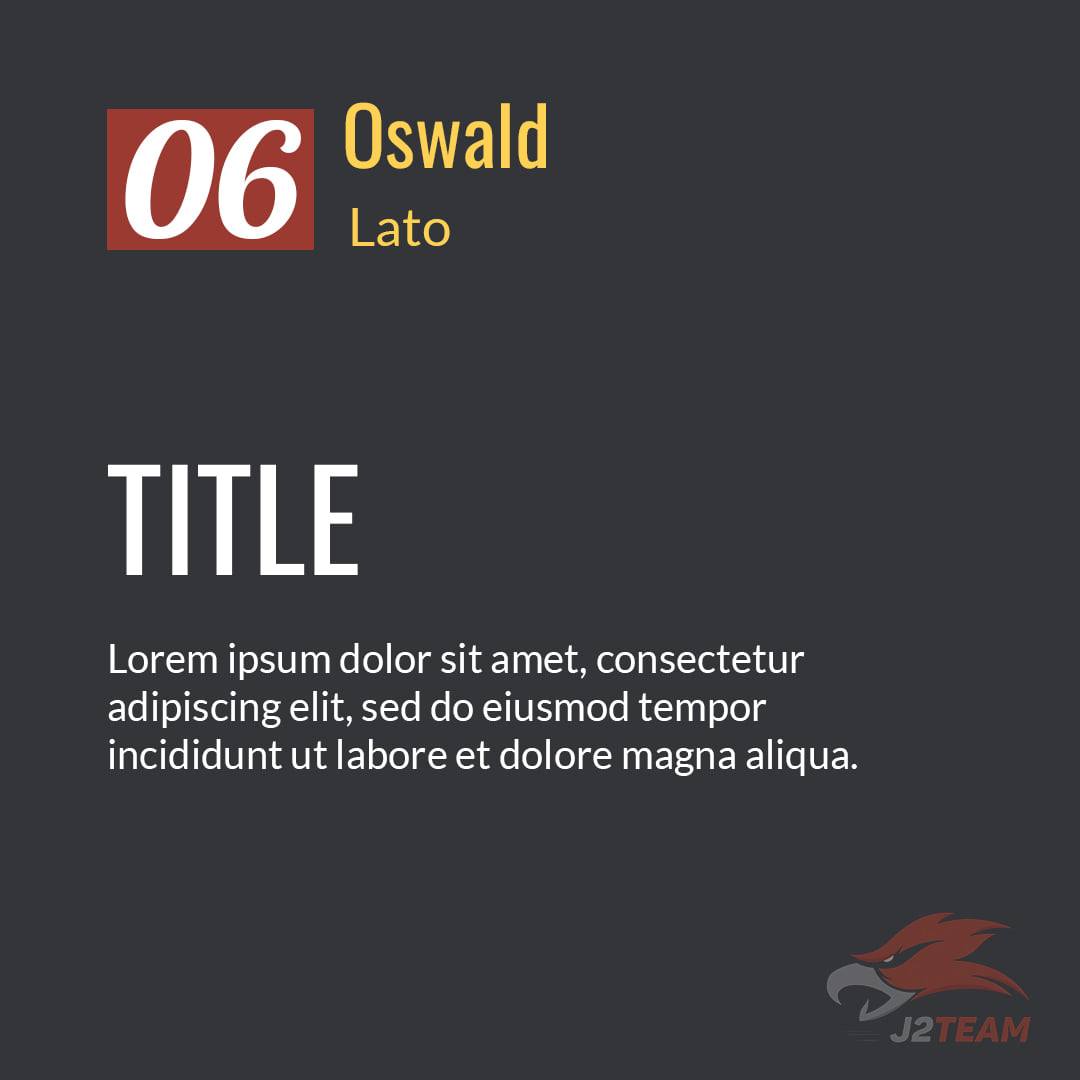 06
Oswald
Lato
TITLE
Lorem ipsum dolor sit amet, consectetur
adipiscing elit, sed do eiusmod tempor
incididunt ut labore et dolore magna aliqua.
J2TEAM